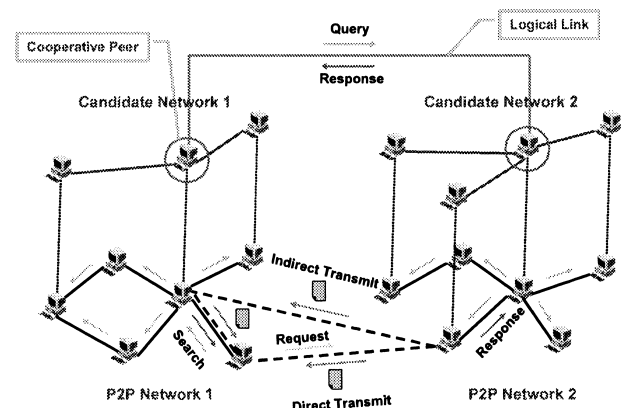 Query
Logical Link
Cooperative Peer
Response
Candidate Network 1
Candidate Network 2
Indirect Transmit
Search
Request
Response
Direct Transmit
P2P Network 1
P2P Network 2